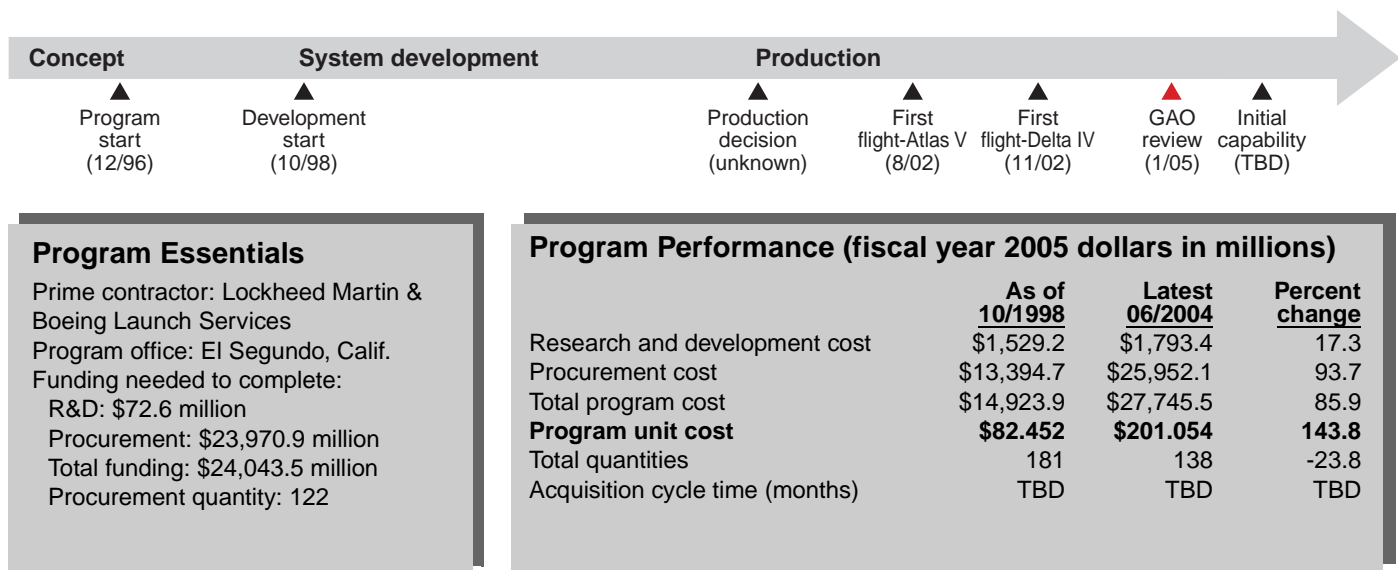 Concept System development Production
Program start (12/96)
Development start (10/98)
Production decision (unknown)
First flight-Atlas V (8/02)
First flight-Delta IV (11/02)
GAO review (1/05)
Initial capability (TBD)
Program Essentials
Prime contractor: Lockheed Martin &
Boeing Launch Services
Program office: El Segundo, Calif.
Funding needed to complete:
R&D: $72.6 million
Procurement: $23,970.9 million
Total funding: $24,043.5 million
Procurement quantity: 122
Program Performance (fiscal year 2005 dollars in millions)
As of Latest Percent
10/1998 06/2004 change
Research and development cost $1,529.2 $1,793.4 17.3
Procurement cost $13,394.7 $25,952.1 93.7
Total program cost $14,923.9 $27,745.5 85.9
Program unit cost $82.452 $201.054 143.8
Total quantities 181 138 -23.8
Acquisition cycle time (months) TBD TBD TBD